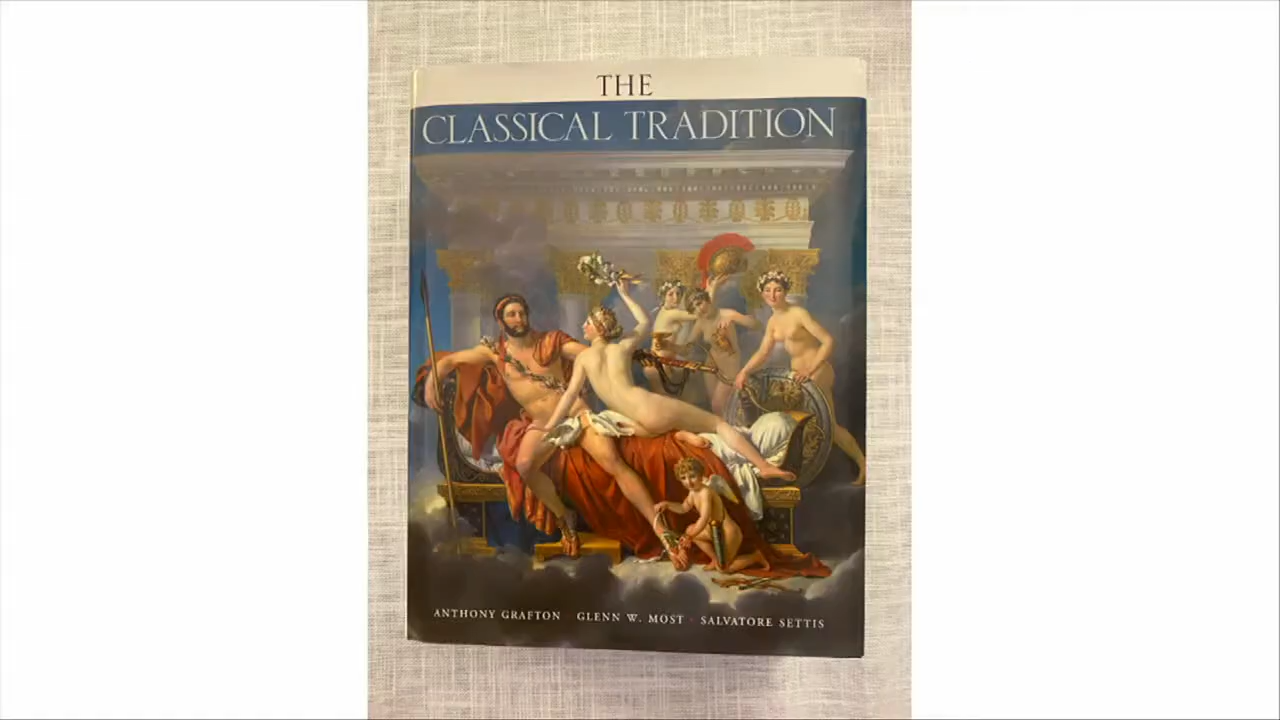 THE
CLASSICAL TRADITION
ANTHONY GRAFTON GLENN W. MOST · SALVATORE SETTIS